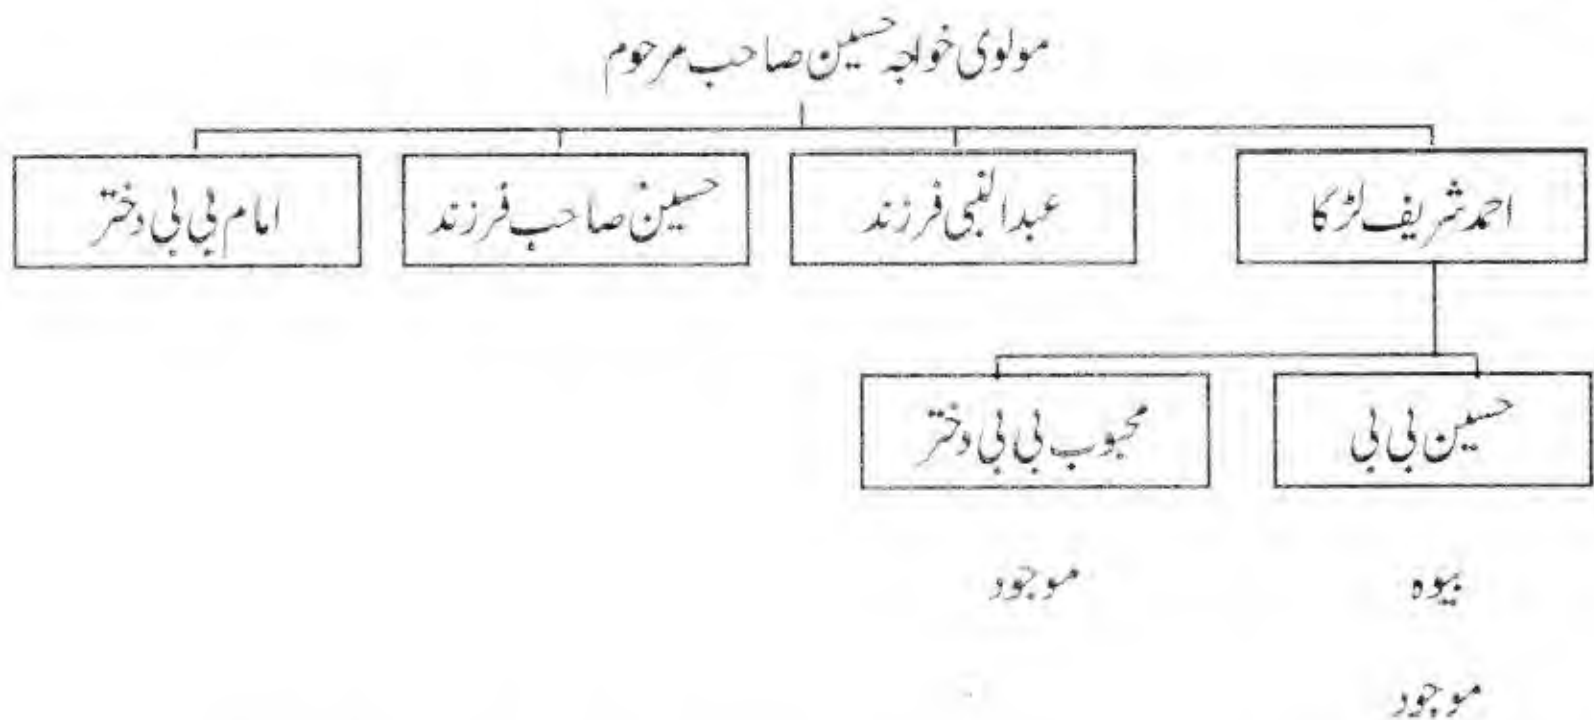 مولوی خواجہ حسین صاحب مرحوم
احمد شریف لڑکا
عبدالنبی فرزند
حسین صاحب فرزند
امام بی بی دختر
حسین بی بی
محبوب بی بی دختر
بیوہ
موجود
موجود